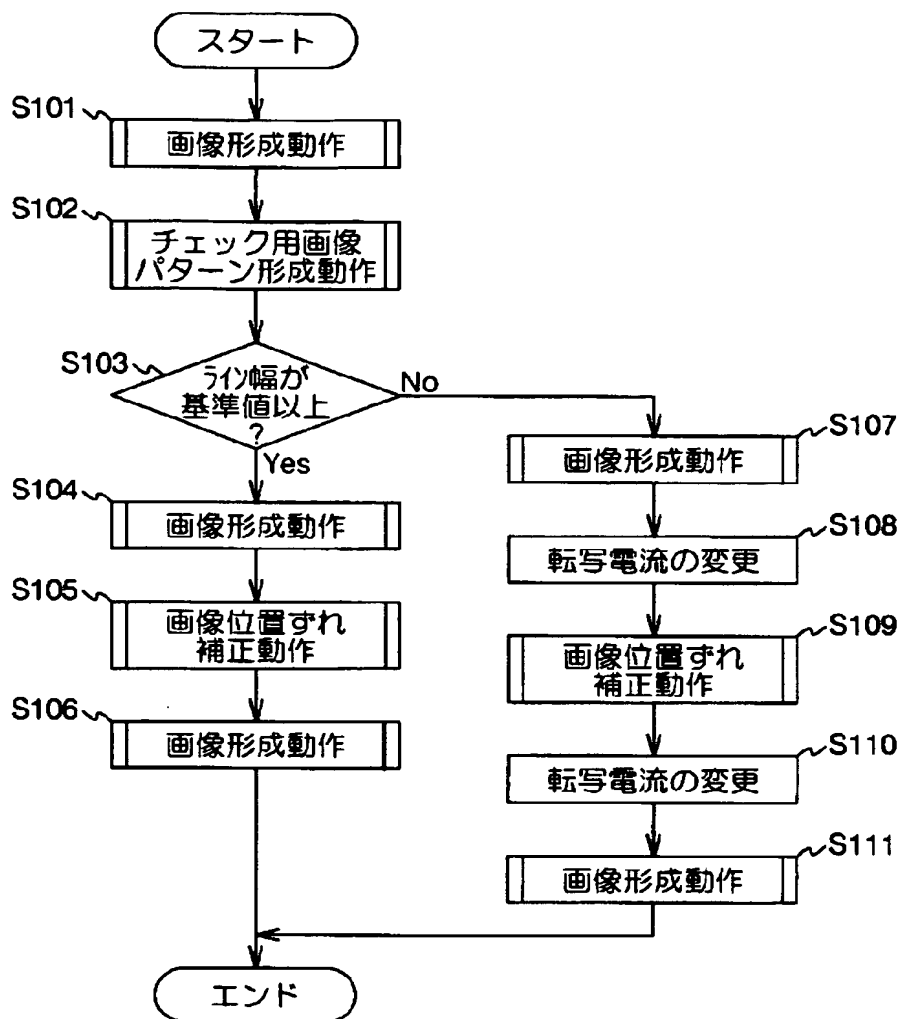 スタート
S101
画像形成動作
S102
チェック用画像
パターン形成動作
S103
ライン幅が
基準値以上
?
No
Yes
S104
画像形成動作
S105
画像位置ずれ
補正動作
S106
画像形成動作
S107
画像形成動作
S108
転写電流の変更
S109
画像位置ずれ
補正動作
S110
転写電流の変更
S111
画像形成動作
エンド